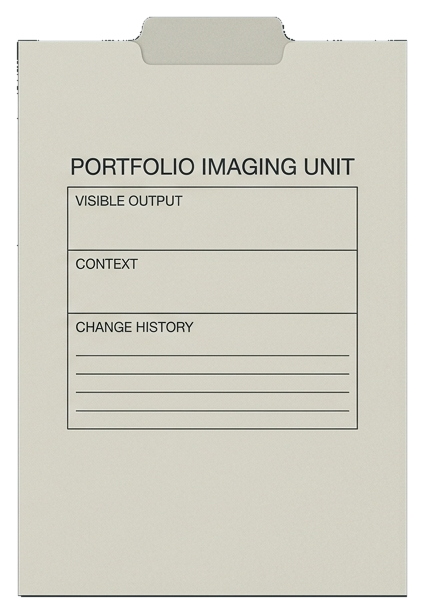 PORTFOLIO IMAGING UNIT
VISIBLE OUTPUT
CONTEXT
CHANGE HISTORY